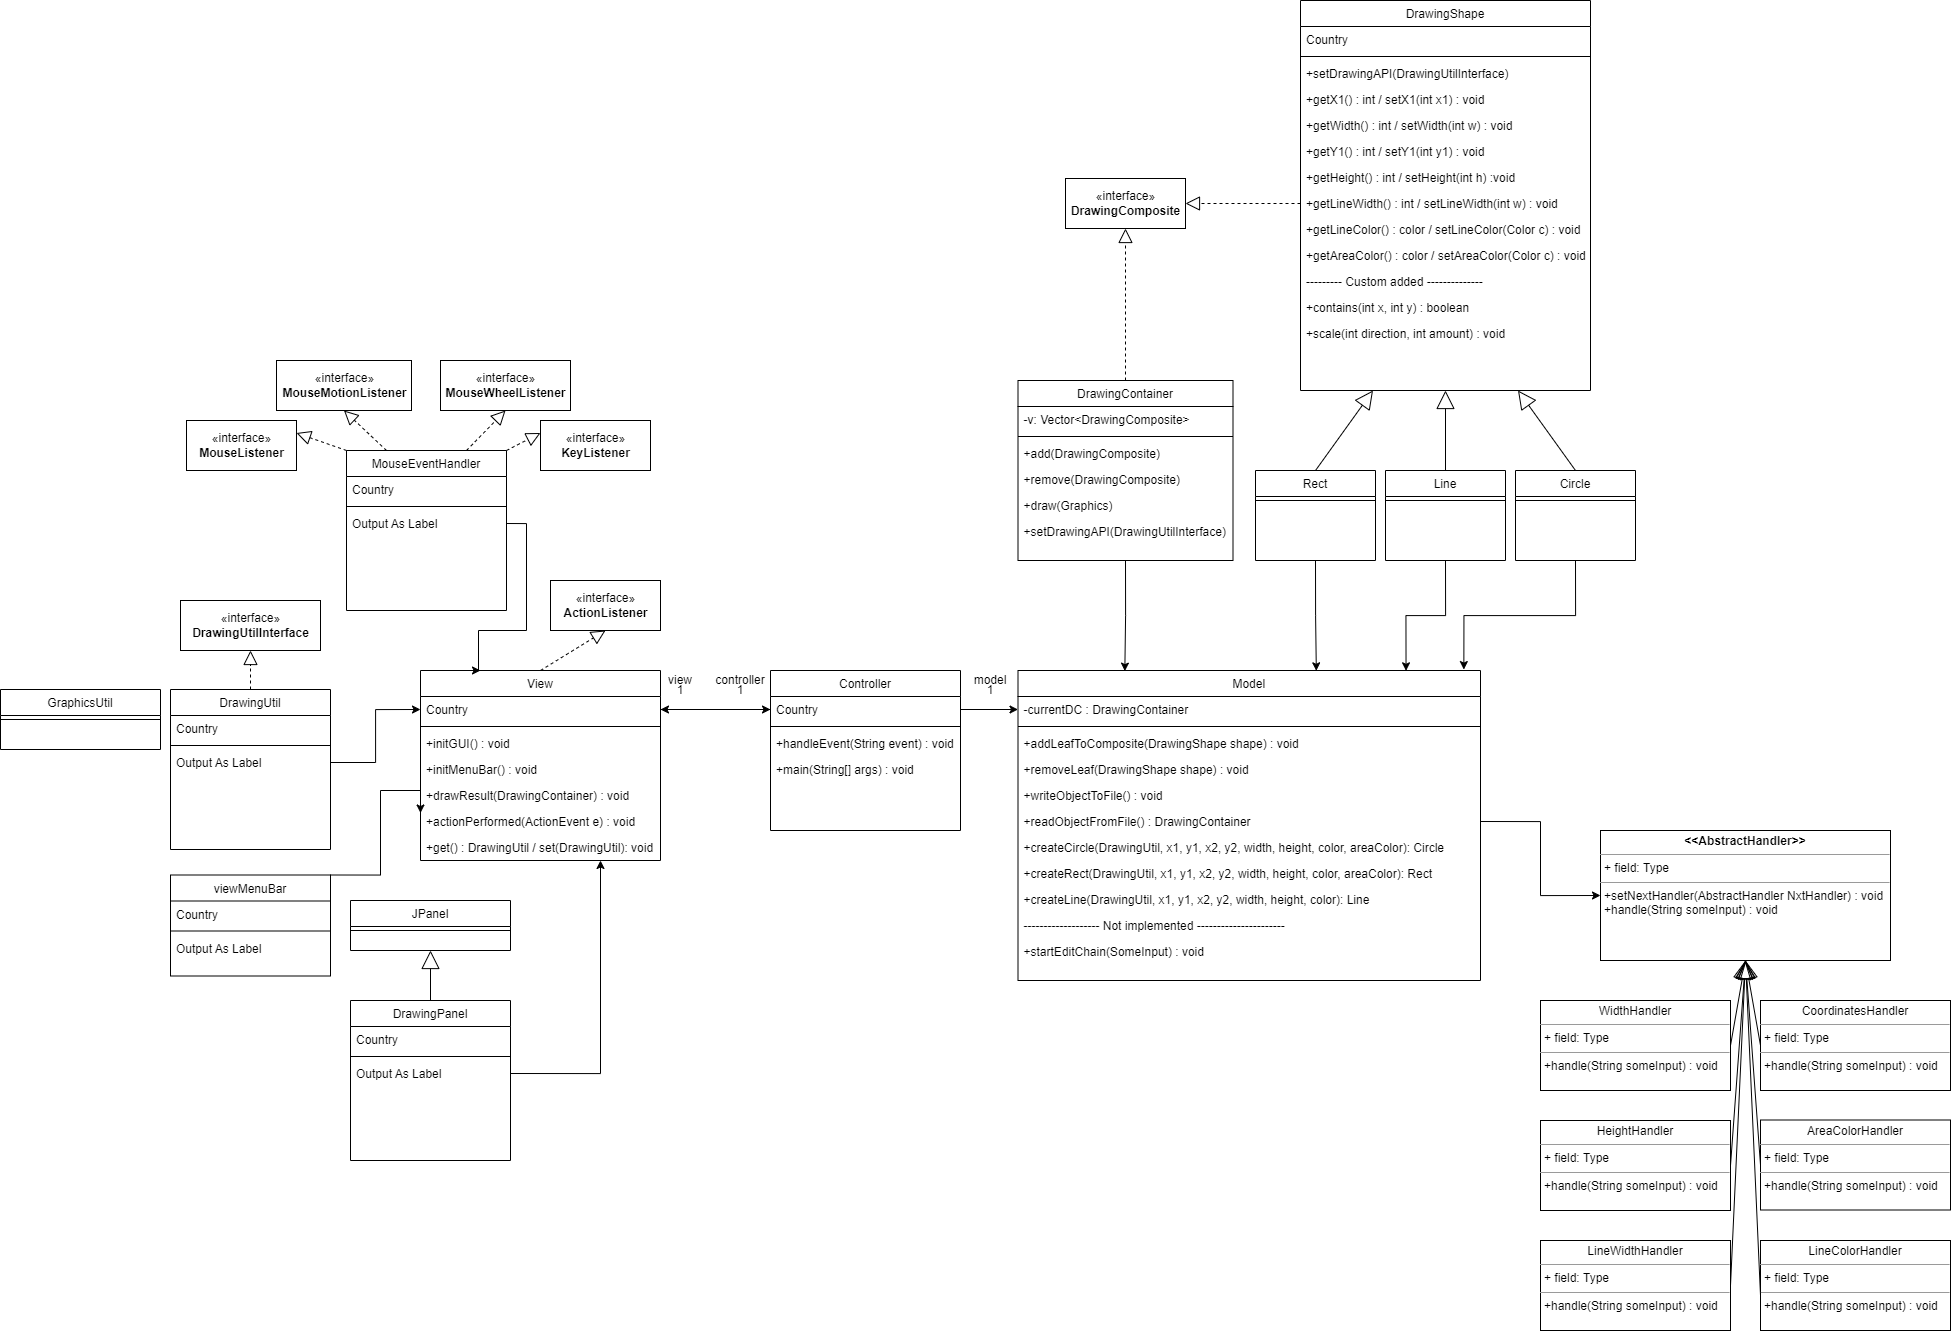 DrawingShape
Country
+setDrawingAPI(DrawingUtilInterface)
+getX1() : int / setX1(int x1) : void
+getWidth() : int / setWidth(int w) : void
+getY1() : int / setY1(int y1) : void
+getHeight() : int / setHeight(int h) :void
+getLineWidth() : int / setLineWidth(int w) : void
+getLineColor() : color / setLineColor(Color c) : void
+getAreaColor() : color / setAreaColor(Color c) : void
--------- Custom added --------------
+contains(int x, int y) : boolean
+scale(int direction, int amount) : void
«interface»
DrawingComposite
DrawingContainer
-v: Vector<DrawingComposite>
+add(DrawingComposite)
+remove(DrawingComposite)
+draw(Graphics)
+setDrawingAPI(DrawingUtilInterface)
Rect
Line
Circle
«interface»
MouseMotionListener
«interface»
MouseWheelListener
«interface»
MouseListener
«interface»
KeyListener
MouseEventHandler
Country
Output As Label
«interface»
ActionListener
«interface»
DrawingUtilInterface
GraphicsUtil
DrawingUtil
Country
Output As Label
View
Country
+initGUI() : void
+initMenuBar() : void
+drawResult(DrawingContainer) : void
+actionPerformed(ActionEvent e) : void
+get() : DrawingUtil / set(DrawingUtil): void
view
1
controller
1
Controller
Country
+handleEvent(String event) : void
+main(String[] args) : void
model
1
Model
-currentDC : DrawingContainer
+addLeafToComposite(DrawingShape shape) : void
+removeLeaf(DrawingShape shape) : void
+writeObjectToFile() : void
+readObjectFromFile() : DrawingContainer
+createCircle(DrawingUtil, x1, y1, x2, y2, width, height, color, areaColor): Circle
+createRect(DrawingUtil, x1, y1, x2, y2, width, height, color, areaColor): Rect
+createLine(DrawingUtil, x1, y1, x2, y2, width, height, color): Line
------------------- Not implemented ----------------------
+startEditChain(SomeInput) : void
viewMenuBar
Country
Output As Label
JPanel
DrawingPanel
Country
Output As Label
<<AbstractHandler>>
+ field: Type
+setNextHandler(AbstractHandler NxtHandler) : void
+handle(String someInput) : void
WidthHandler
+ field: Type
+handle(String someInput) : void
CoordinatesHandler
+ field: Type
+handle(String someInput) : void
HeightHandler
+ field: Type
+handle(String someInput) : void
AreaColorHandler
+ field: Type
+handle(String someInput) : void
LineWidthHandler
+ field: Type
+handle(String someInput) : void
LineColorHandler
+ field: Type
+handle(String someInput) : void